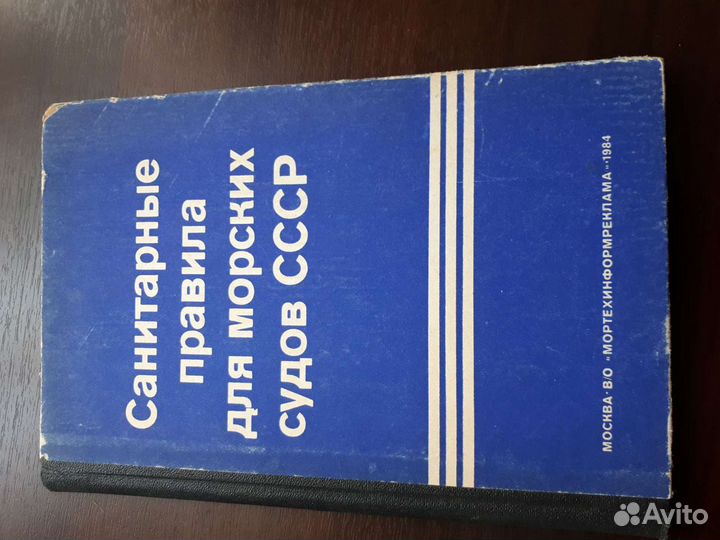 Санитарные
правила
для морских
судов СССР
МОСКВА · В/О "МОРТЕХИНФОРМРЕКЛАМА" · 1984
Avito